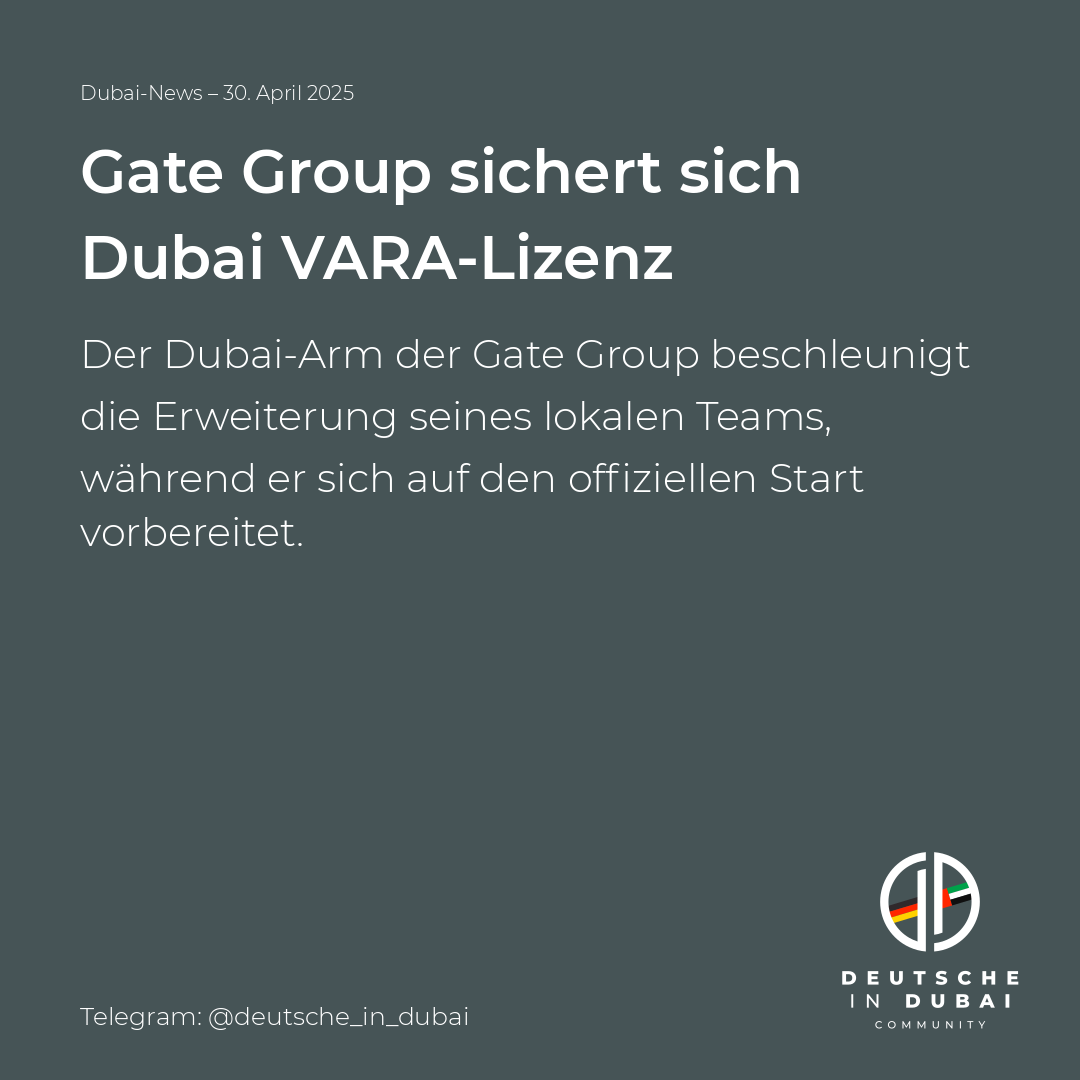 Dubai-News – 30. April 2025
Gate Group sichert sich
Dubai VARA-Lizenz
Der Dubai-Arm der Gate Group beschleunigt
die Erweiterung seines lokalen Teams,
während er sich auf den offiziellen Start
vorbereitet.
DEUTSCHE
IN DUBAI
COMMUNITY
Telegram: @deutsche_in_dubai